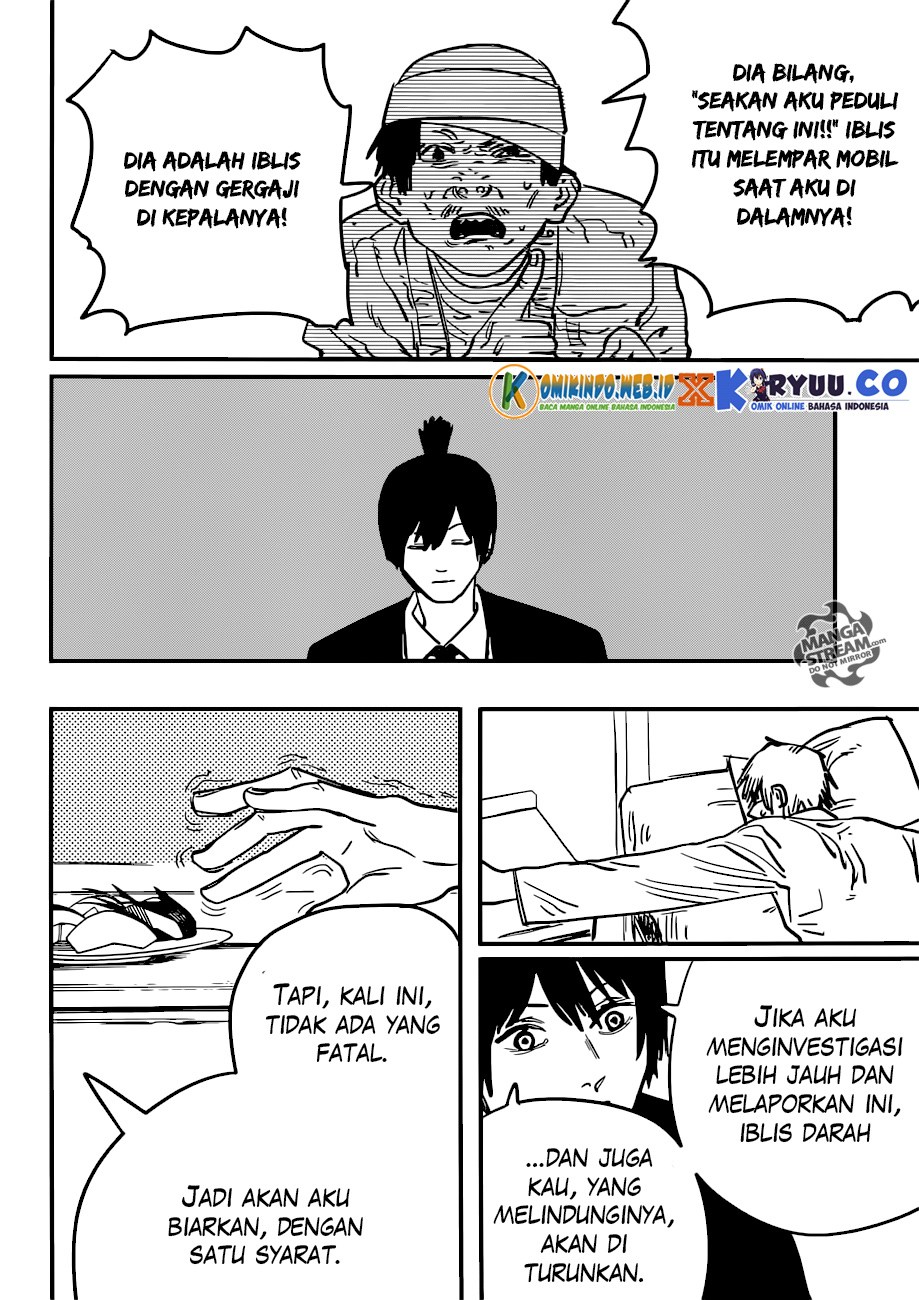 DIA BILANG,
"SEAKAN AKU PEDULI
TENTANG INI!!" IBLIS
ITU MELEMPAR MOBIL
SAAT AKU DI
DALAMNYA!
DIA ADALAH IBLIS
DENGAN GERGAJI
DI KEPALANYA!
KOMIKINDO.WEB.ID X KIRYUU.CO
BACA MANGA ONLINE BAHASA INDONESIA
OMIK ONLINE BAHASA INDONESIA
MANGA
STREAM.com
DO NOT MIRROR
JIKA AKU
MENGINVESTIGASI
LEBIH JAUH DAN
MELAPORKAN INI,
IBLIS DARAH
...DAN JUGA
KAU, YANG
MELINDUNGINYA,
AKAN DI
TURUNKAN.
TAPI, KALI INI,
TIDAK ADA YANG
FATAL.
JADI AKAN AKU
BIARKAN, DENGAN
SATU SYARAT.